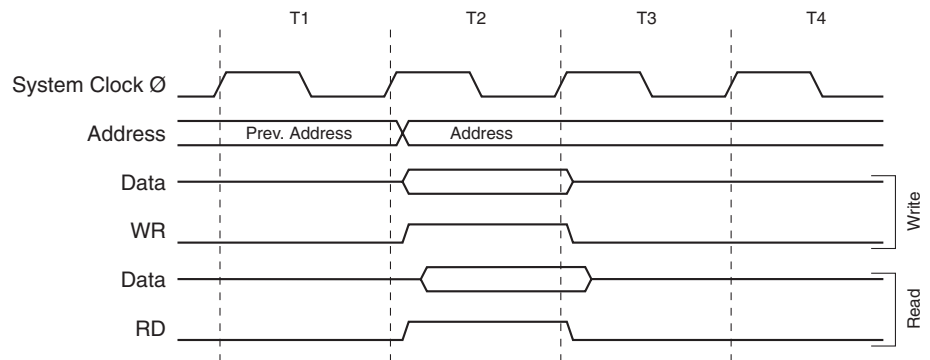 T1 T2 T3 T4
System Clock Ø
Address Prev. Address Address
Data
WR
Write
Data
RD
Read